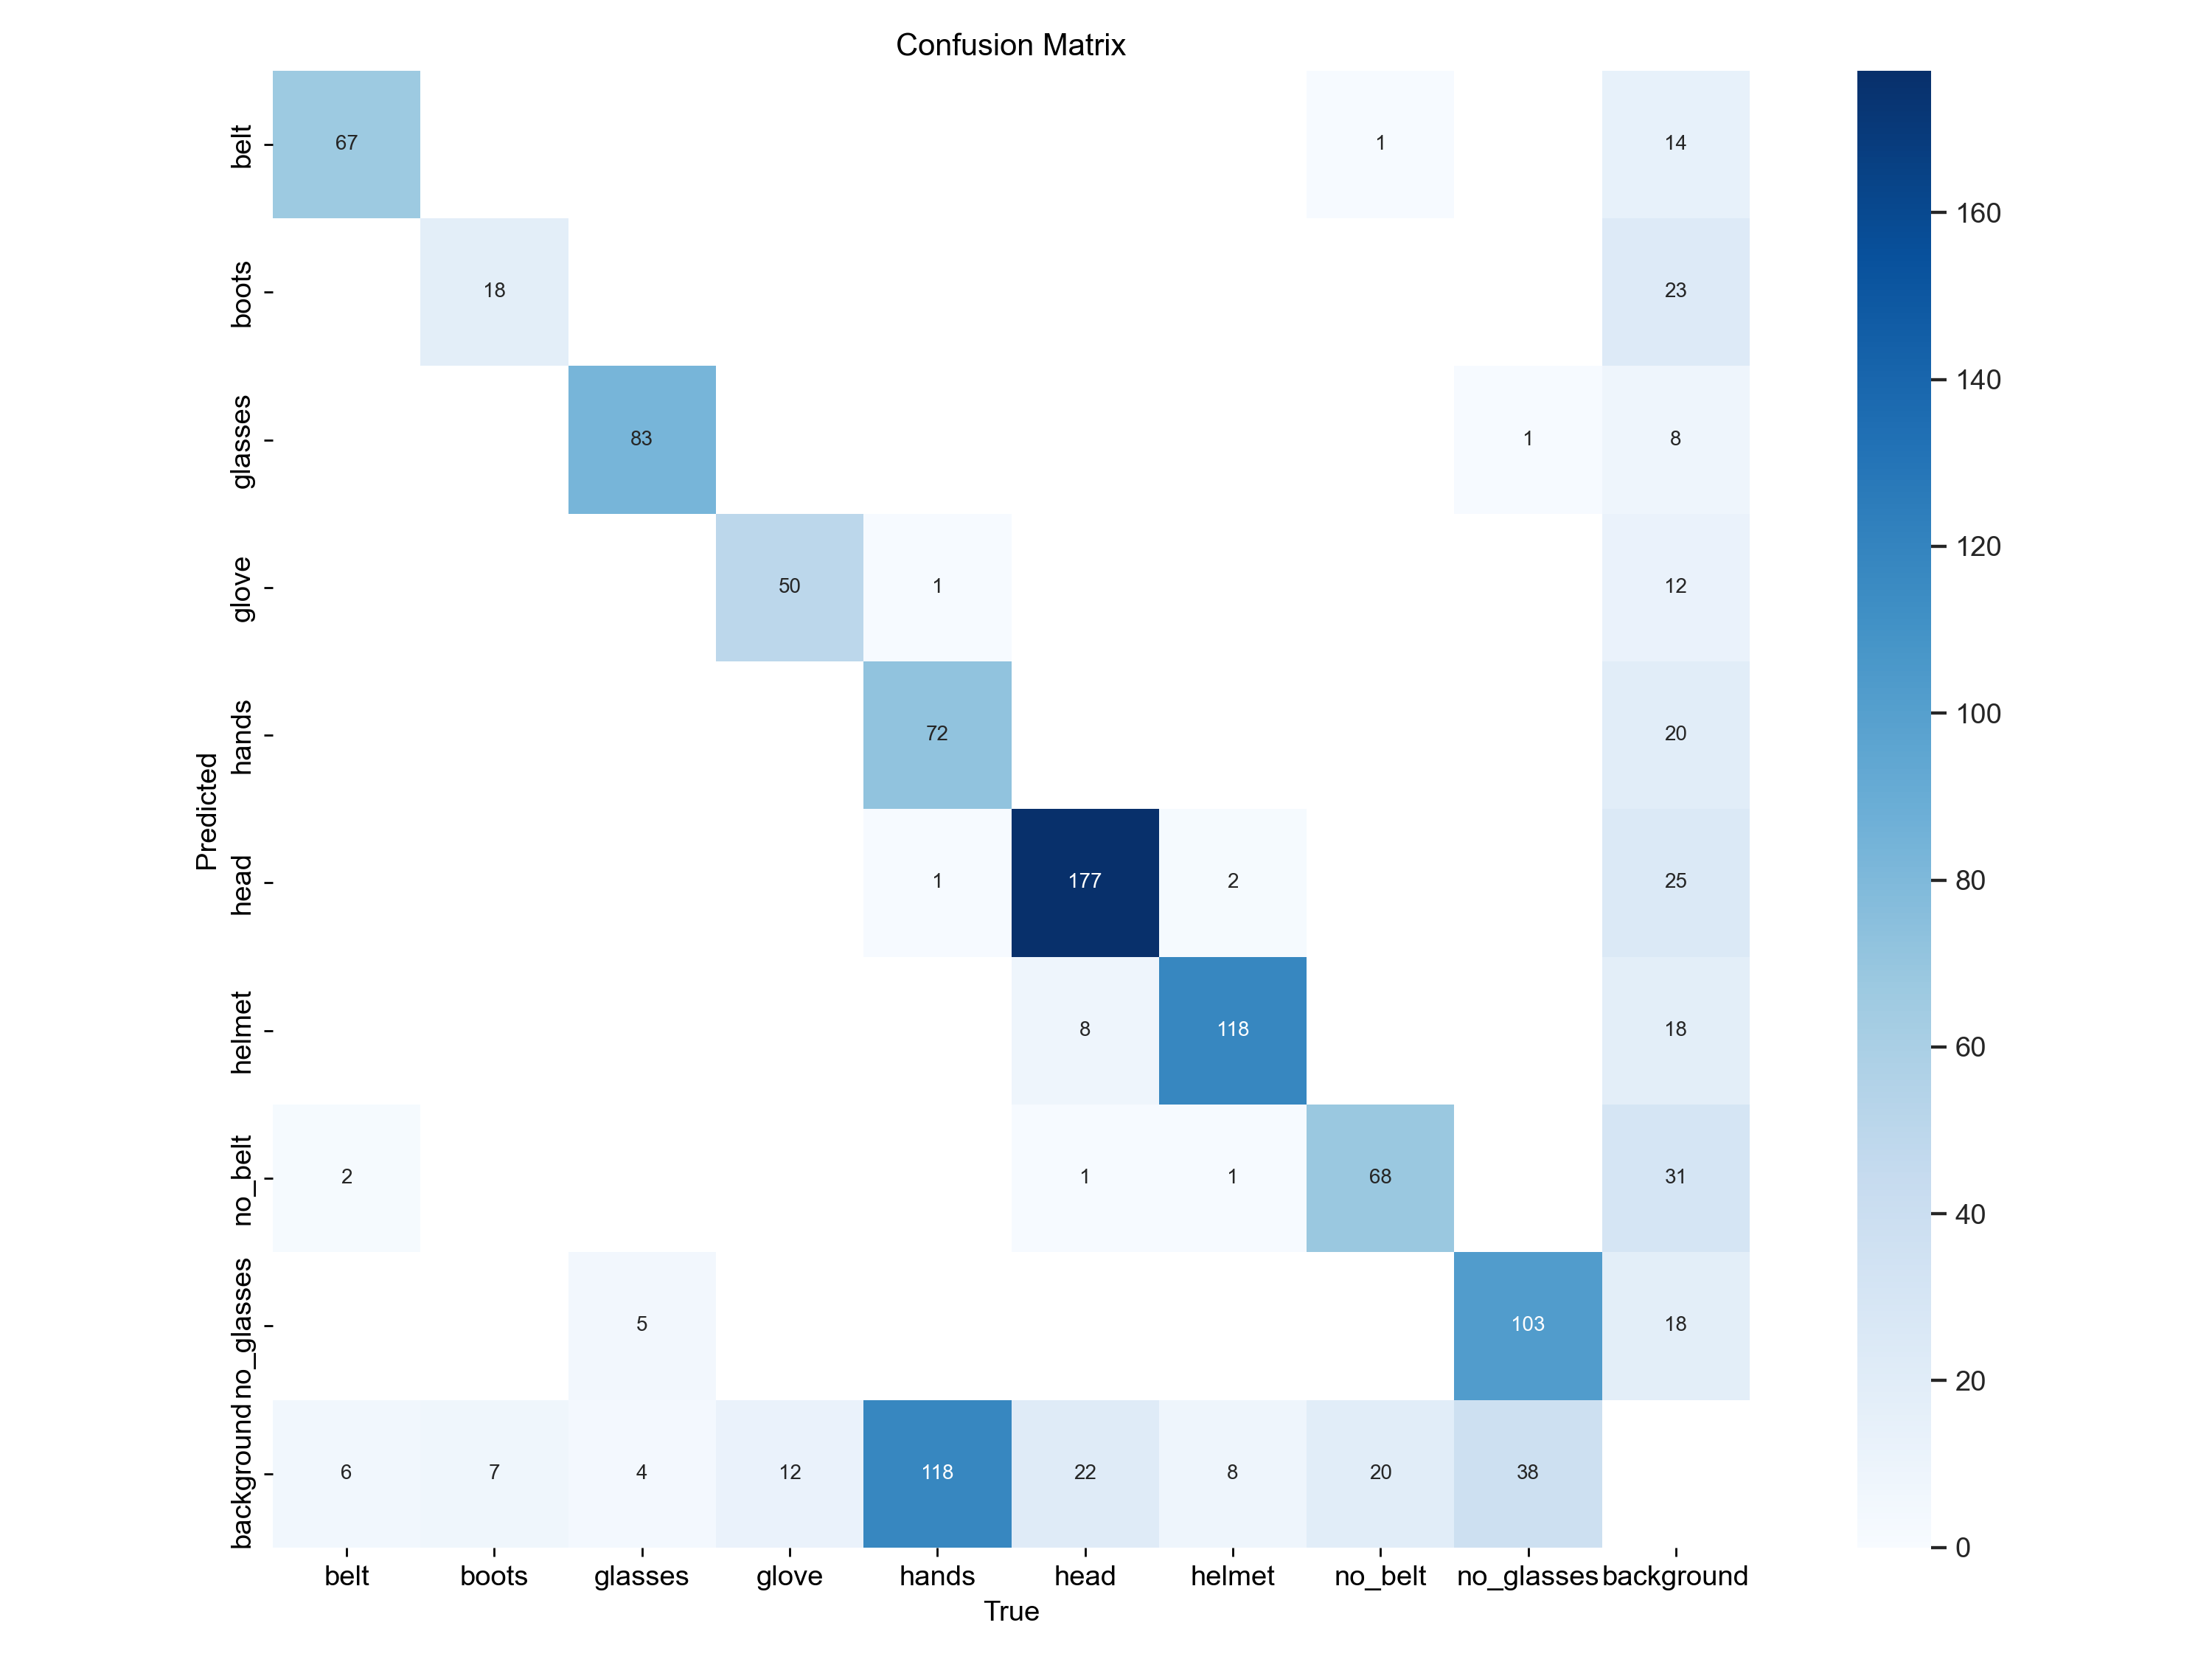 Confusion Matrix
belt 67 1 14
boots 18 23
glasses 83 1 8
glove 50 1 12
hands 72 20
head 1 177 2 25
helmet 8 118 18
no_belt 2 1 1 68 31
no_glasses 5 103 18
background 6 7 4 12 118 22 8 20 38
belt boots glasses glove hands head helmet no_belt no_glasses background
True
Predicted
160
140
120
100
80
60
40
20
0